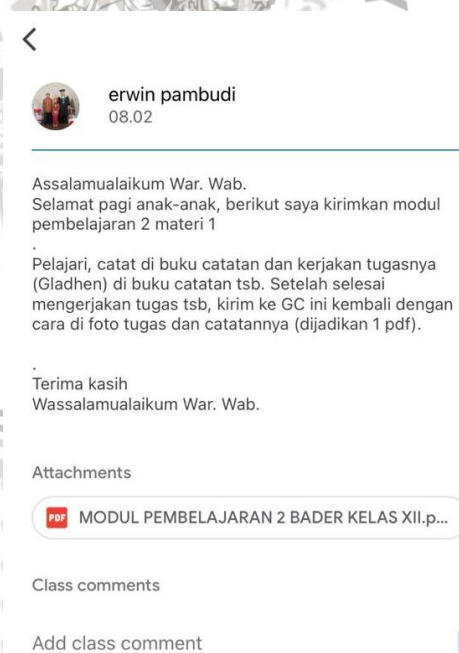 erwin pambudi
08.02
Assalamualaikum War. Wab.
Selamat pagi anak-anak, berikut saya kirimkan modul
pembelajaran 2 materi 1
.
Pelajari, catat di buku catatan dan kerjakan tugasnya
(Gladhen) di buku catatan tsb. Setelah selesai
mengerjakan tugas tsb, kirim ke GC ini kembali dengan
cara di foto tugas dan catatannya (dijadikan 1 pdf).
.
Terima kasih
Wassalamualaikum War. Wab.
Attachments
PDF MODUL PEMBELAJARAN 2 BADER KELAS XII.p...
Class comments
Add class comment